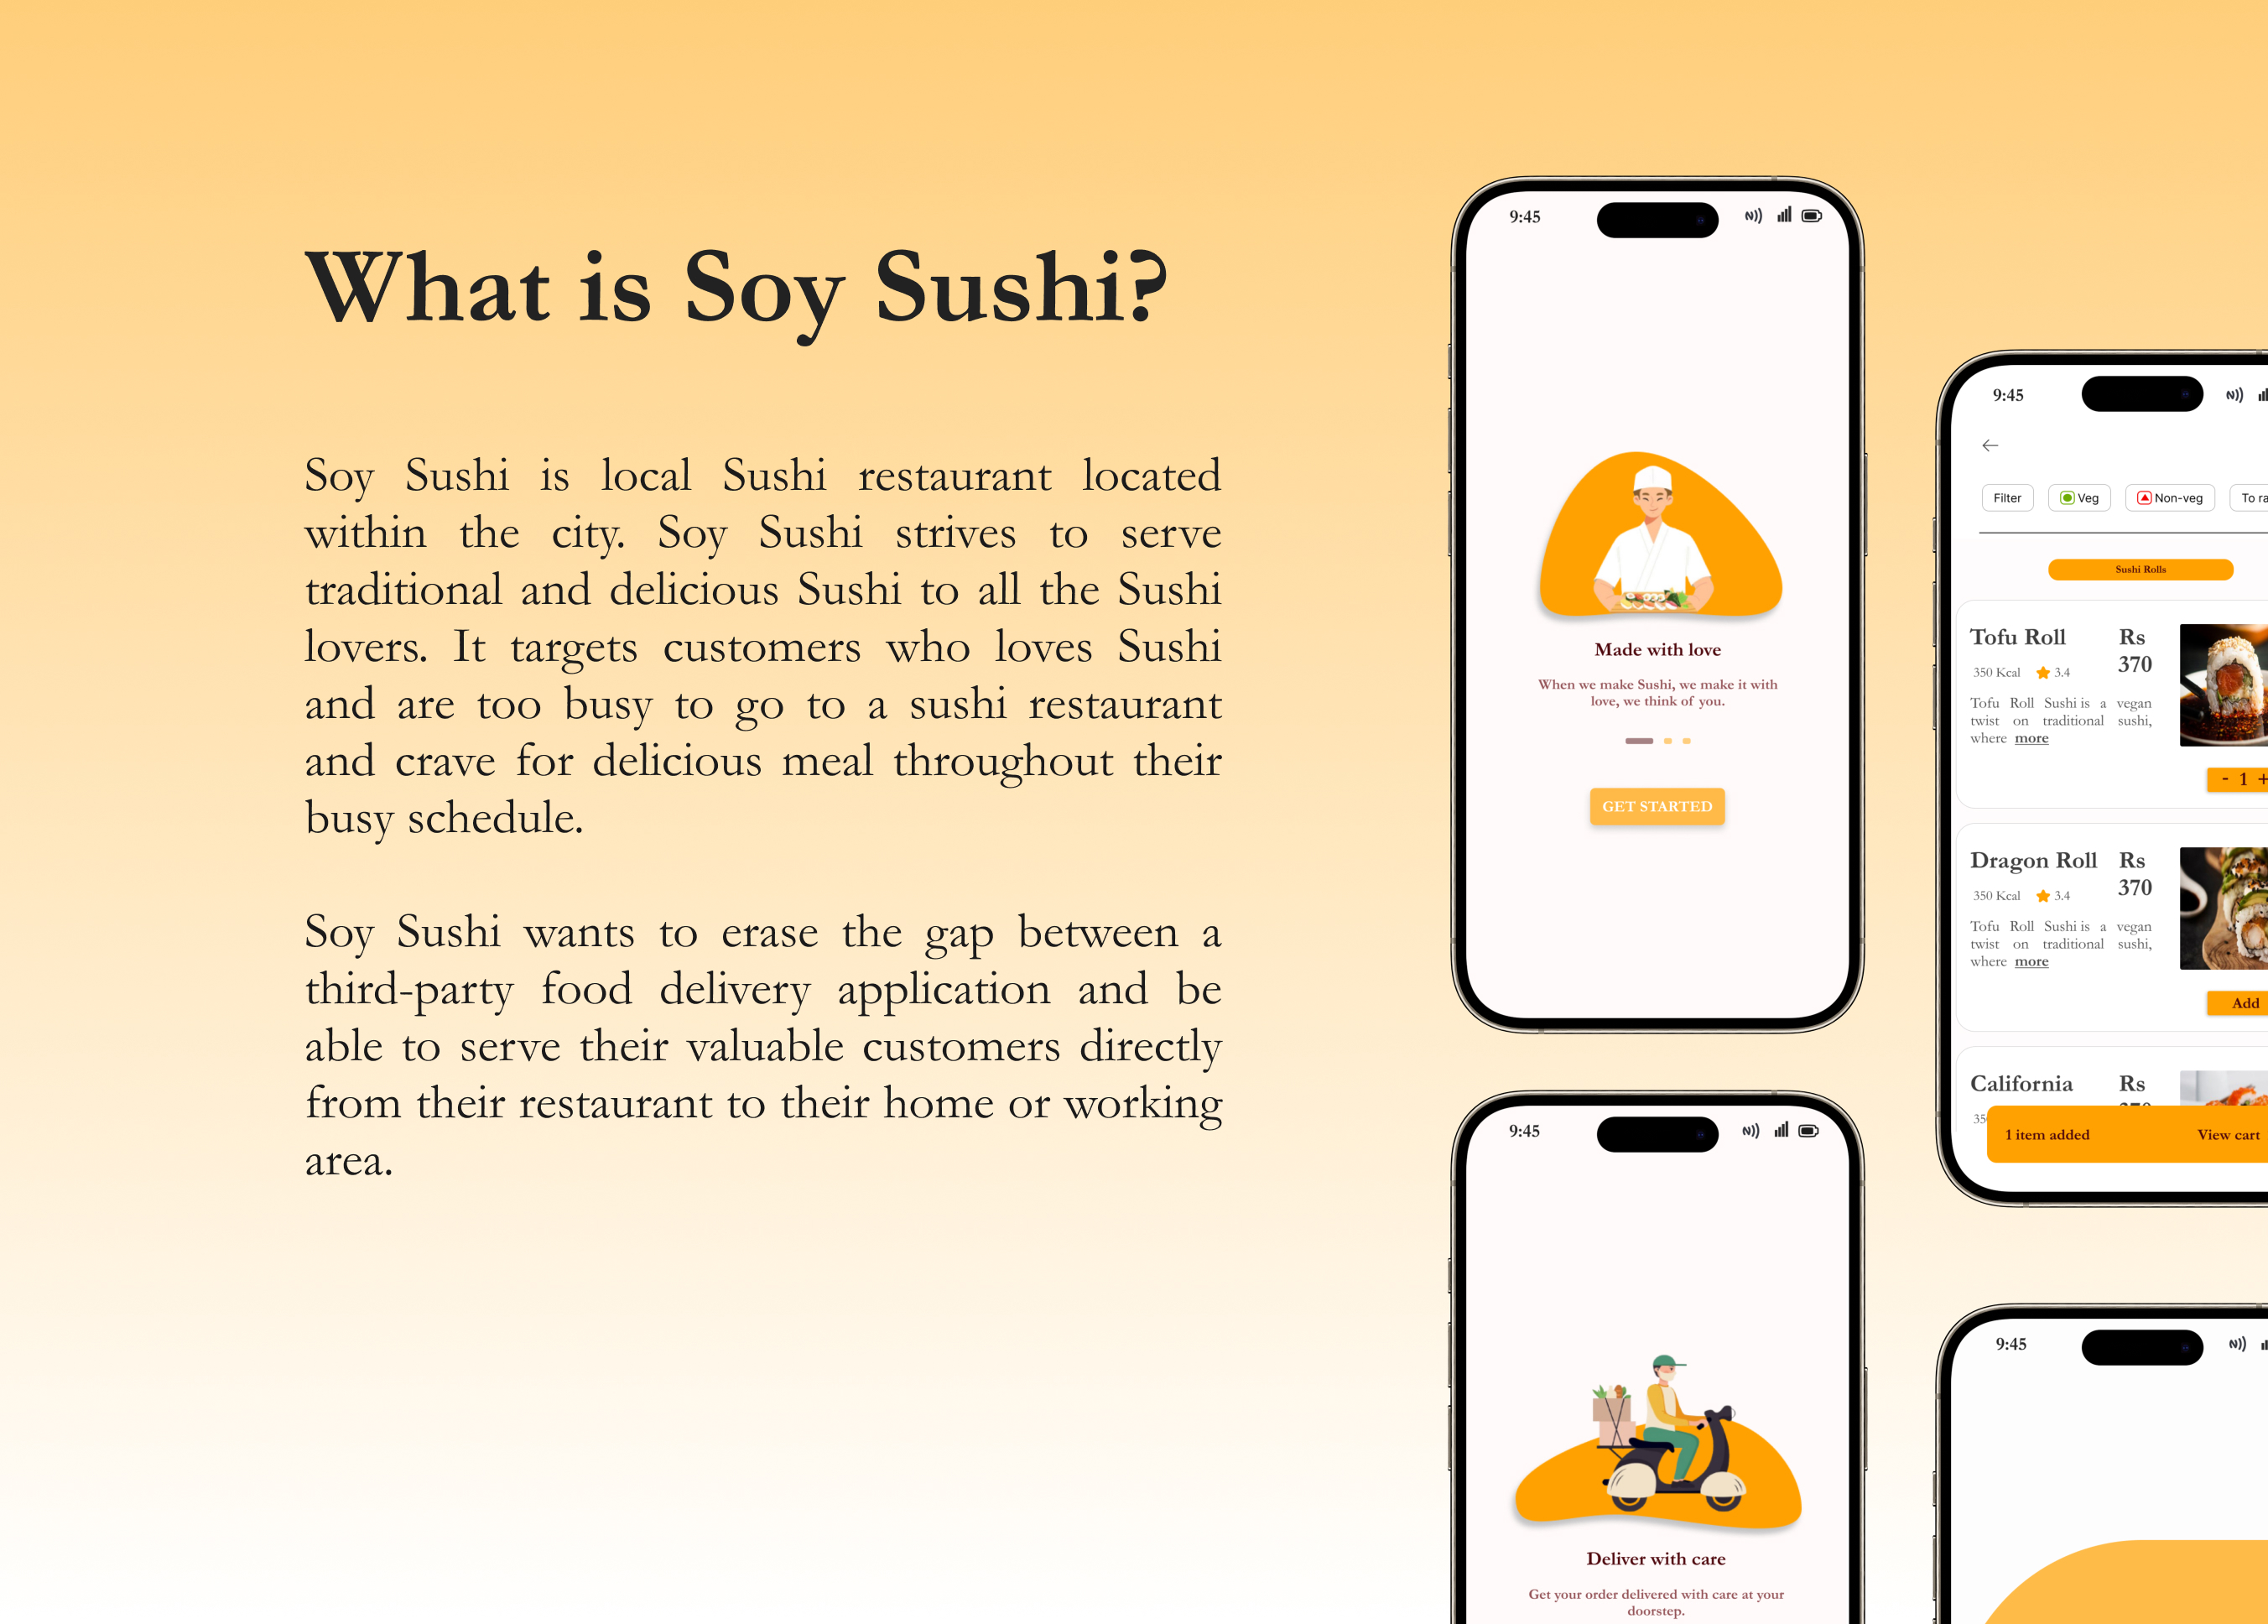 What is Soy Sushi?
Soy Sushi is local Sushi restaurant located
within the city. Soy Sushi strives to serve
traditional and delicious Sushi to all the Sushi
lovers. It targets customers who loves Sushi
and are too busy to go to a sushi restaurant
and crave for delicious meal throughout their
busy schedule.
Soy Sushi wants to erase the gap between a
third-party food delivery application and be
able to serve their valuable customers directly
from their restaurant to their home or working
area.
9:45
Made with love
When we make Sushi, we make it with
love, we think of you.
GET STARTED
9:45
Deliver with care
Get your order delivered with care at your
doorstep.
9:45
Filter
Veg
Non-veg
To
Sushi Rolls
Tofu Roll
Rs
370
350 Kcal
3.4
Tofu Roll Sushi is a vegan
twist on traditional sushi,
where more
- 1 +
Dragon Roll
Rs
370
350 Kcal
3.4
Tofu Roll Sushi is a vegan
twist on traditional sushi,
where more
Add
California
Rs
1 item added
View cart
9:45